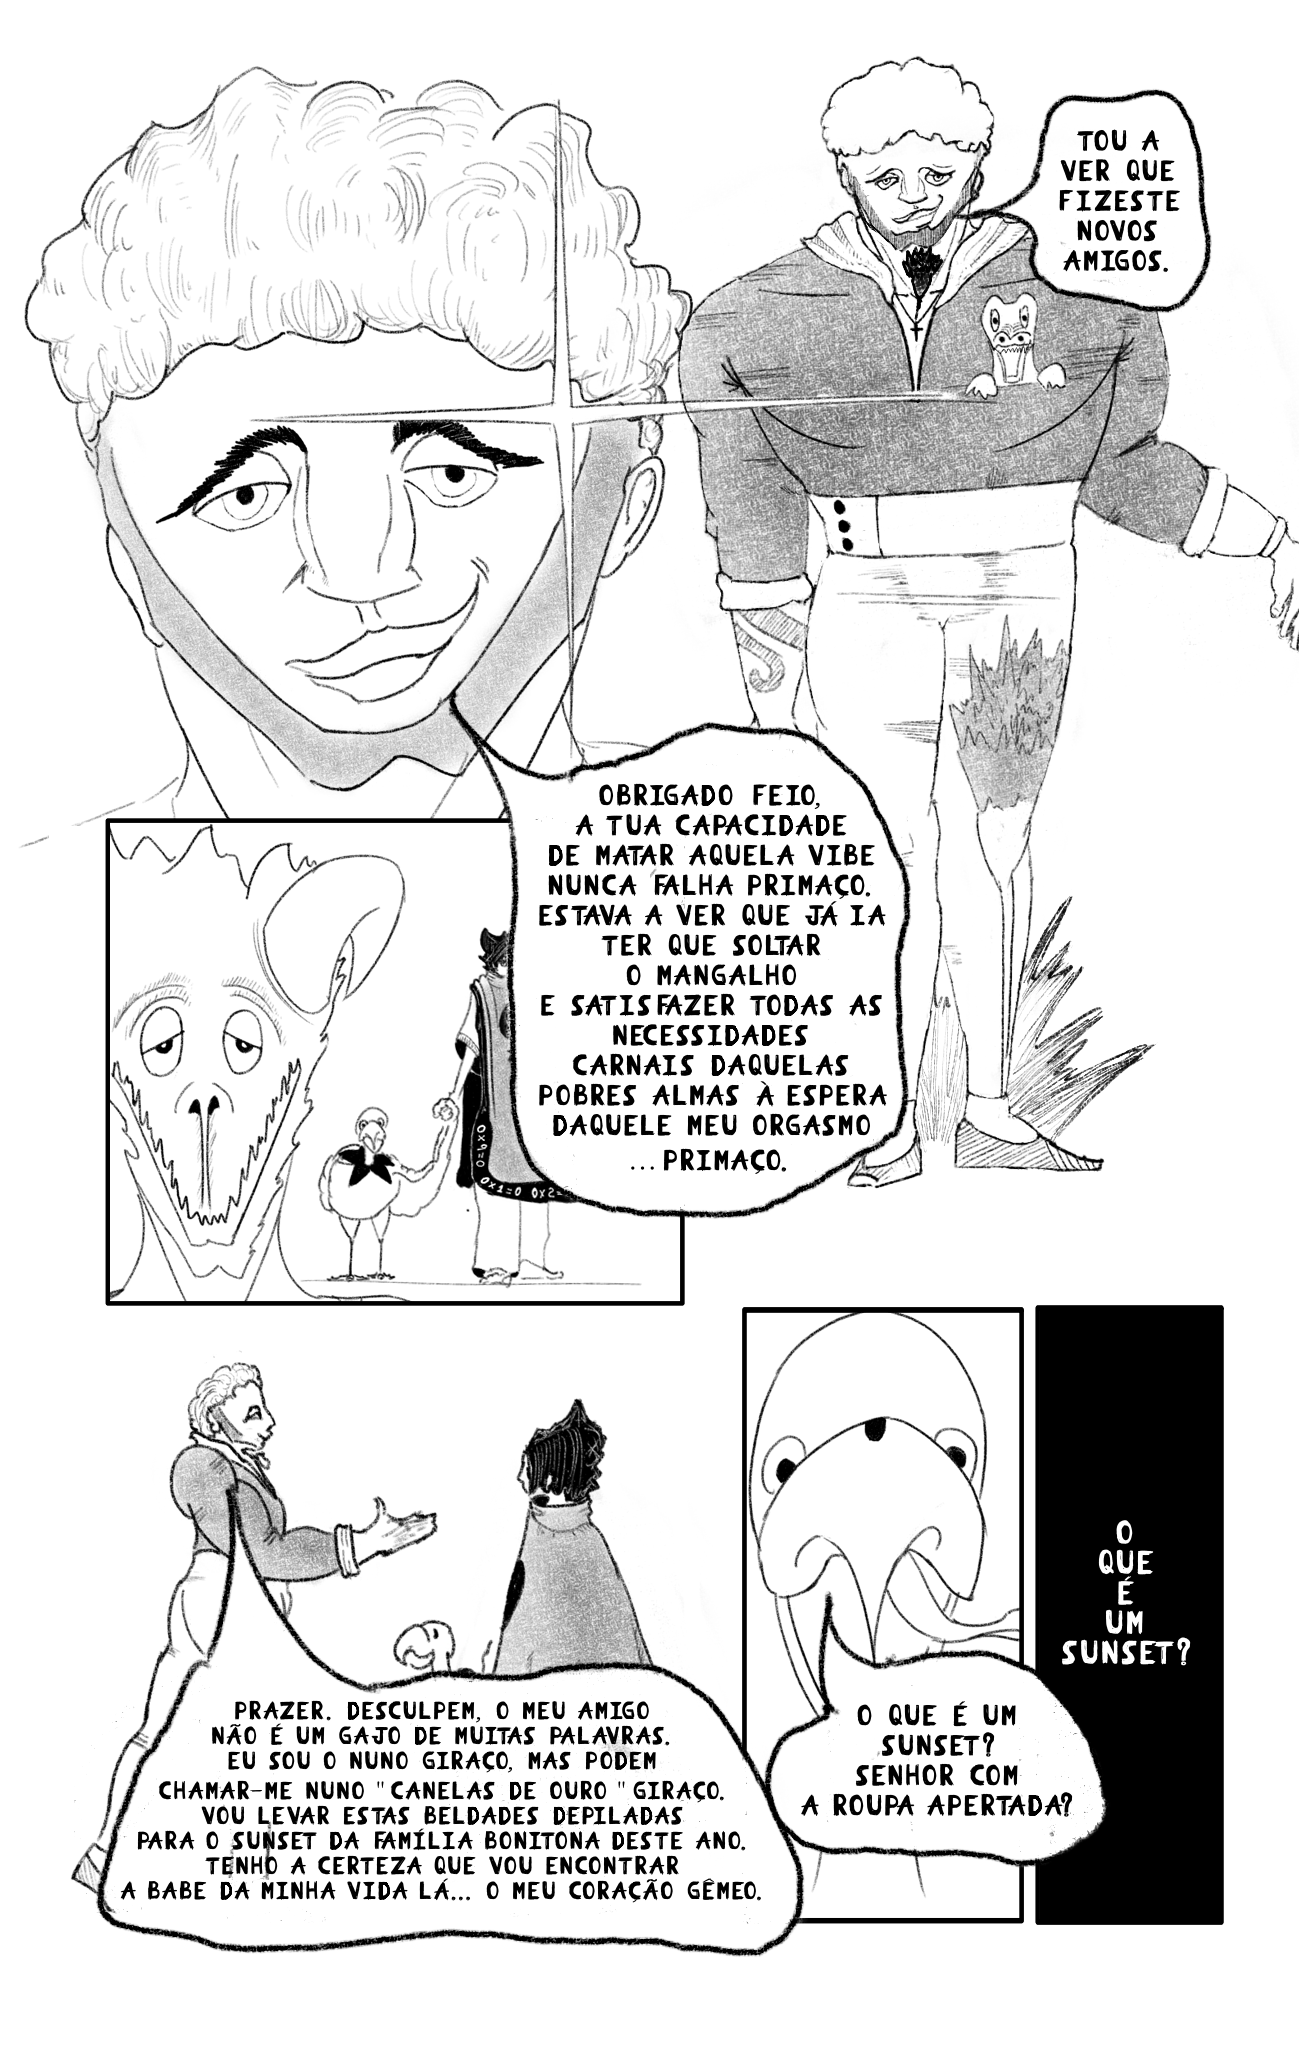 TOU A
VER QUE
FIZESTE
NOVOS
AMIGOS.
OBRIGADO FEIO,
A TUA CAPACIDADE
DE MATAR AQUELA VIBE
NUNCA FALHA PRIMAÇO.
ESTAVA A VER QUE JÁ IA
TER QUE SOLTAR
O MANGALHO
E SATISFAZER TODAS AS
NECESSIDADES
CARNAIS DAQUELAS
POBRES ALMAS À ESPERA
DAQUELE MEU ORGASMO
...PRIMAÇO.
0=6x0
0x1=0 0x2=
PRAZER. DESCULPEM, O MEU AMIGO
NÃO É UM GAJO DE MUITAS PALAVRAS.
EU SOU O NUNO GIRAÇO, MAS PODEM
CHAMAR-ME NUNO "CANELAS DE OURO" GIRAÇO.
VOU LEVAR ESTAS BELDADES DEPILADAS
PARA O SUNSET DA FAMÍLIA BONITONA DESTE ANO.
TENHO A CERTEZA QUE VOU ENCONTRAR
A BABE DA MINHA VIDA LÁ... O MEU CORAÇÃO GÊMEO.
O QUE É UM
SUNSET?
SENHOR COM
A ROUPA APERTADA?
O
QUE
É
UM
SUNSET?